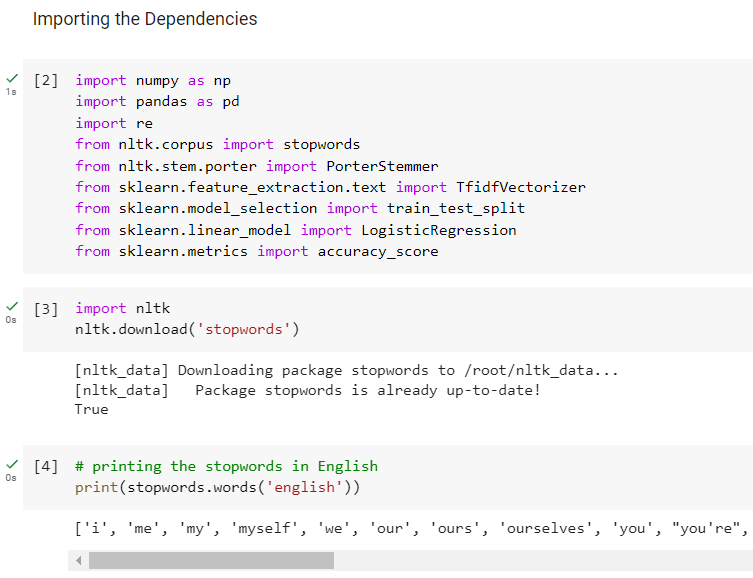 Importing the Dependencies
1s
[2] import numpy as np
import pandas as pd
import re
from nltk.corpus import stopwords
from nltk.stem.porter import PorterStemmer
from sklearn.feature_extraction.text import TfidfVectorizer
from sklearn.model_selection import train_test_split
from sklearn.linear_model import LogisticRegression
from sklearn.metrics import accuracy_score
0s
[3] import nltk
nltk.download('stopwords')
[nltk_data] Downloading package stopwords to /root/nltk_data...
[nltk_data]   Package stopwords is already up-to-date!
True
0s
[4] # printing the stopwords in English
print(stopwords.words('english'))
['i', 'me', 'my', 'myself', 'we', 'our', 'ours', 'ourselves', 'you', "you're",